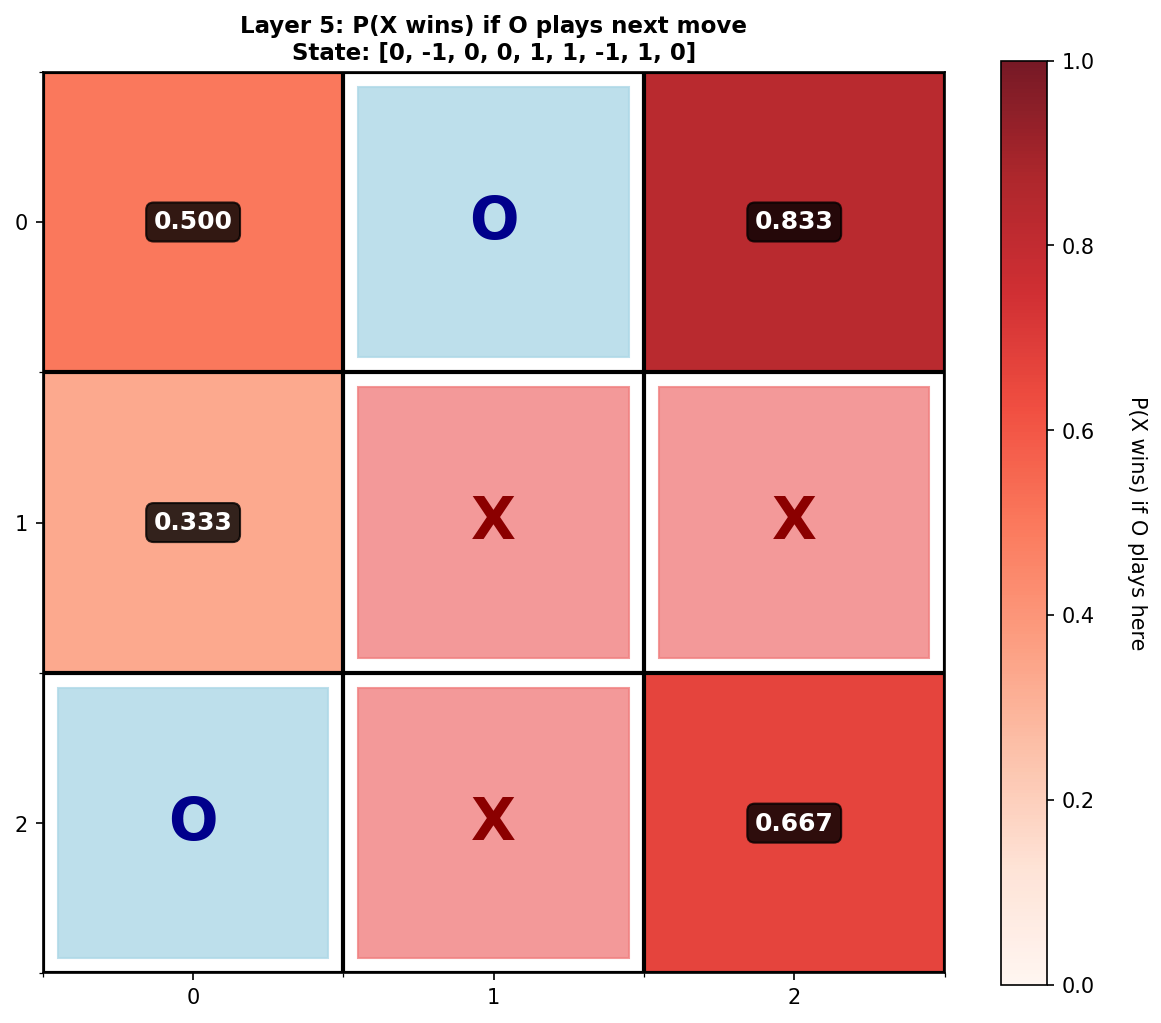 Layer 5: P(X wins) if O plays next move
State: [0, -1, 0, 0, 1, 1, -1, 1, 0]
0.500
O
0.833
0.333
X
X
O
X
0.667
0
1
2
0
1
2
1.0
0.8
0.6
0.4
0.2
0.0
P(X wins) if O plays here